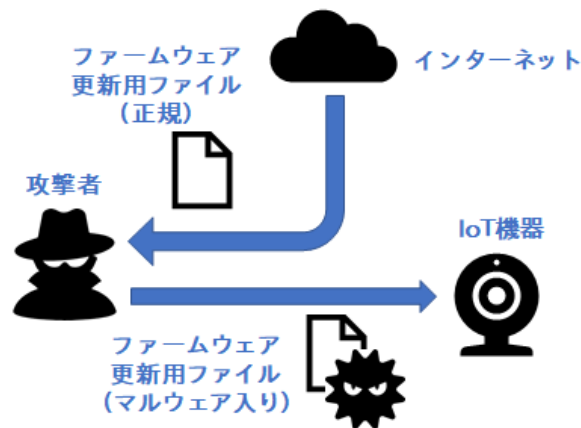 ファームウェア
更新用ファイル
（正規）
インターネット
攻撃者
IoT機器
ファームウェア
更新用ファイル
（マルウェア入り）